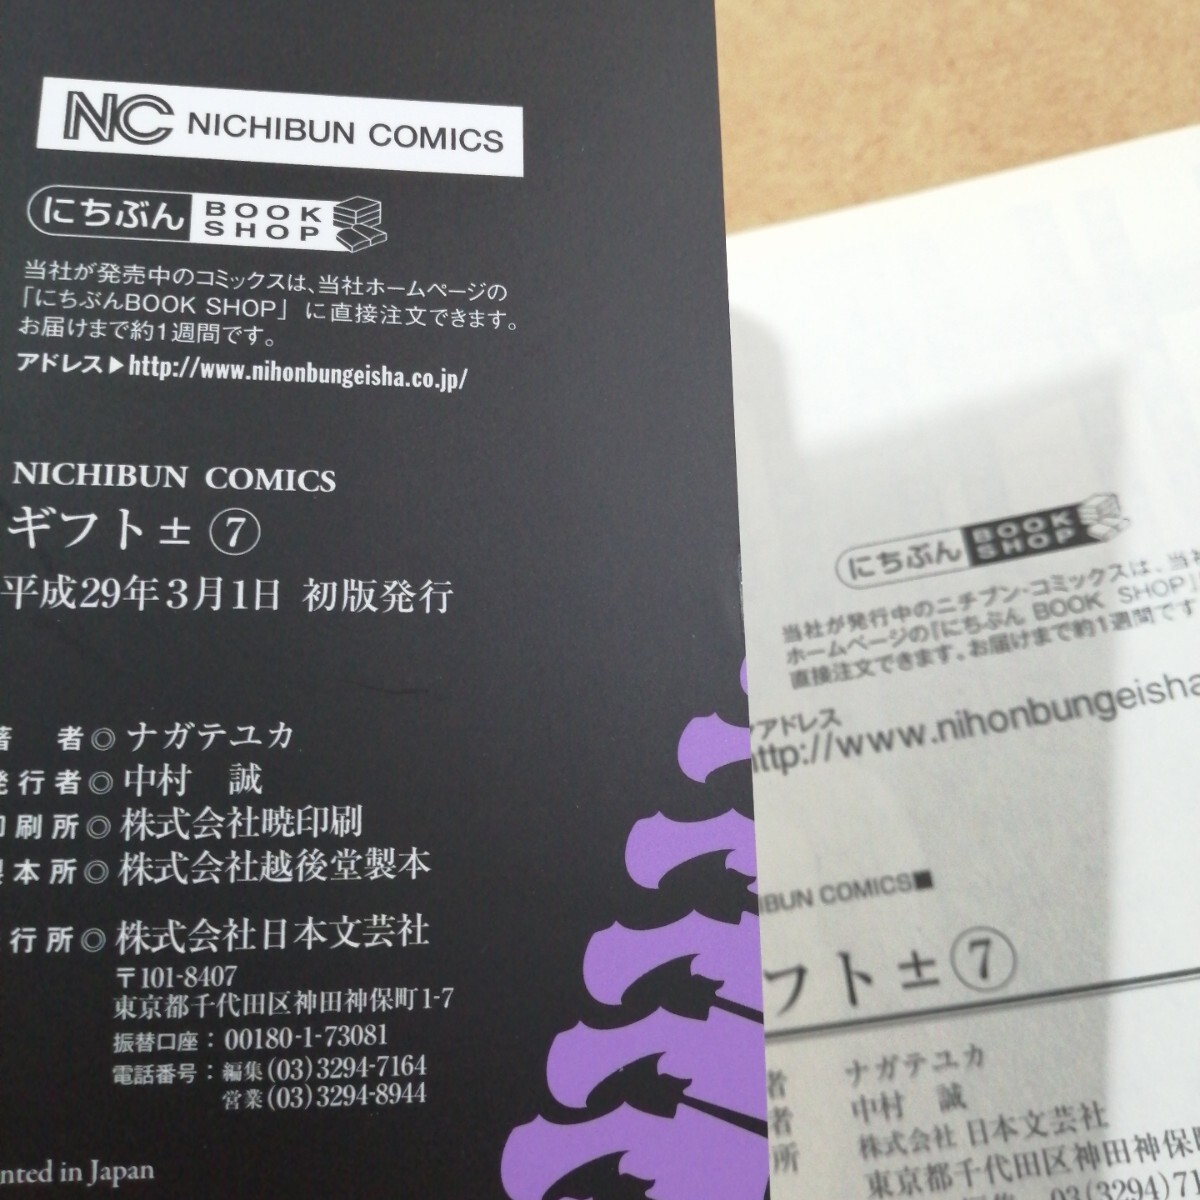 NC NICHIBUN COMICS
にちぶん BOOK SHOP
当社が発売中のコミックスは、当社ホームページの
「にちぶんBOOK SHOP」に直接注文できます。
お届けまで約1週間です。
アドレス▶http://www.nihonbungeisha.co.jp/
NICHIBUN COMICS
ギフト±⑦
平成29年3月1日 初版発行
著 者◎ナガテユカ
発行者◎中村 誠
印刷所◎株式会社暁印刷
製本所◎株式会社越後堂製本
行所◎株式会社日本文芸社
〒101-8407
東京都千代田区神田神保町1-7
振替口座：00180-1-73081
電話番号：編集(03)3294-7164
営業(03)3294-8944
nted in Japan
にちぶん BOOK SHOP
当社が発行中のニチブン・コミックスは、当社
ホームページの「にちぶん BOOK SHOP」
直接注文できます。お届けまで約1週間です
アドレス
http://www.nihonbungeisha
IBUN COMICS■
フト±⑦
者 ナガテユカ
者 中村 誠
所 株式会社 日本文芸社
東京都千代田区神田神保町
03(3294)71